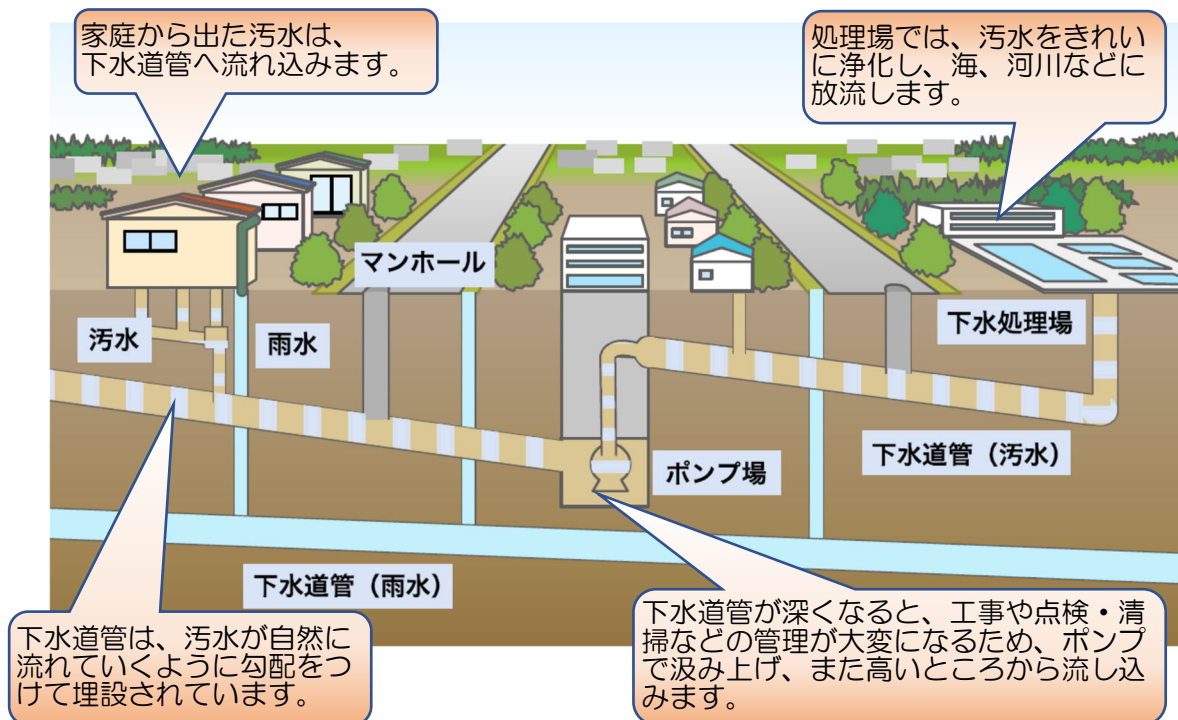 家庭から出た汚水は、
下水道管へ流れ込みます。
処理場では、汚水をきれい
に浄化し、海、河川などに
放流します。
マンホール
汚水
雨水
下水処理場
下水道管（汚水）
ポンプ場
下水道管（雨水）
下水道管は、汚水が自然に
流れていくように勾配をつ
けて埋設されています。
下水道管が深くなると、工事や点検・清
掃などの管理が大変になるため、ポンプ
で汲み上げ、また高いところから流し込
みます。